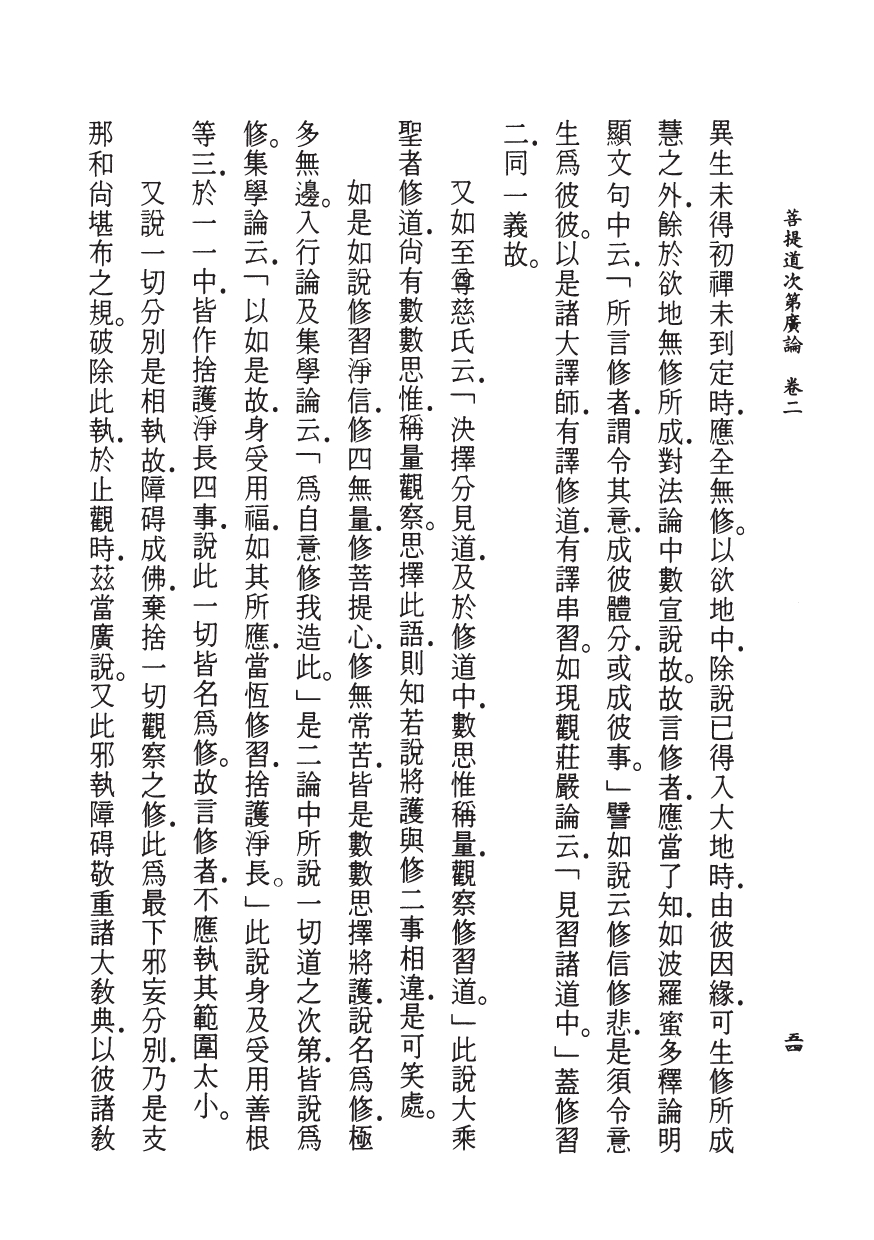 菩提道次第廣論　卷二
五四
異生未得初禪未到定時．應全無修。以欲地中．除說已得入大地時．由彼因緣．可生修所成
慧之外．餘於欲地無修所成．對法論中數宣說故。故言修者．應當了知．如波羅蜜多釋論明
顯文句中云．「所言修者．謂令其意．成彼體分．或成彼事。」譬如說云修信修悲．是須令意
生爲彼彼。以是諸大譯師．有譯修道．有譯串習。如現觀莊嚴論云．「見習諸道中。」蓋修習
二．同一義故。
又如至尊慈氏云．「決擇分見道．及於修道中．數思惟稱量．觀察修習道。」此說大乘
聖者修道．尚有數數思惟．稱量觀察。思擇此語．則知若說將護與修二事相違．是可笑處。
如是如說修習淨信．修四無量．修菩提心．修無常苦．皆是數數思擇將護．說名爲修．極
多無邊。入行論及集學論云．「爲自意修我造此。」是二論中所說一切道之次第．皆說爲
修。集學論云．「以如是故．身受用福．如其所應．當恆修習．捨護淨長。」此說身及受用善根
等三．於一一中．皆作捨護淨長四事．說此一切皆名爲修。故言修者．不應執其範圍太小。
又說一切分別是相執故．障碍成佛．棄捨一切觀察之修．此爲最下邪妄分別．乃是支
那和尚堪布之規。破除此執．於止觀時．茲當廣說。又此邪執障碍敬重諸大教典．以彼諸教